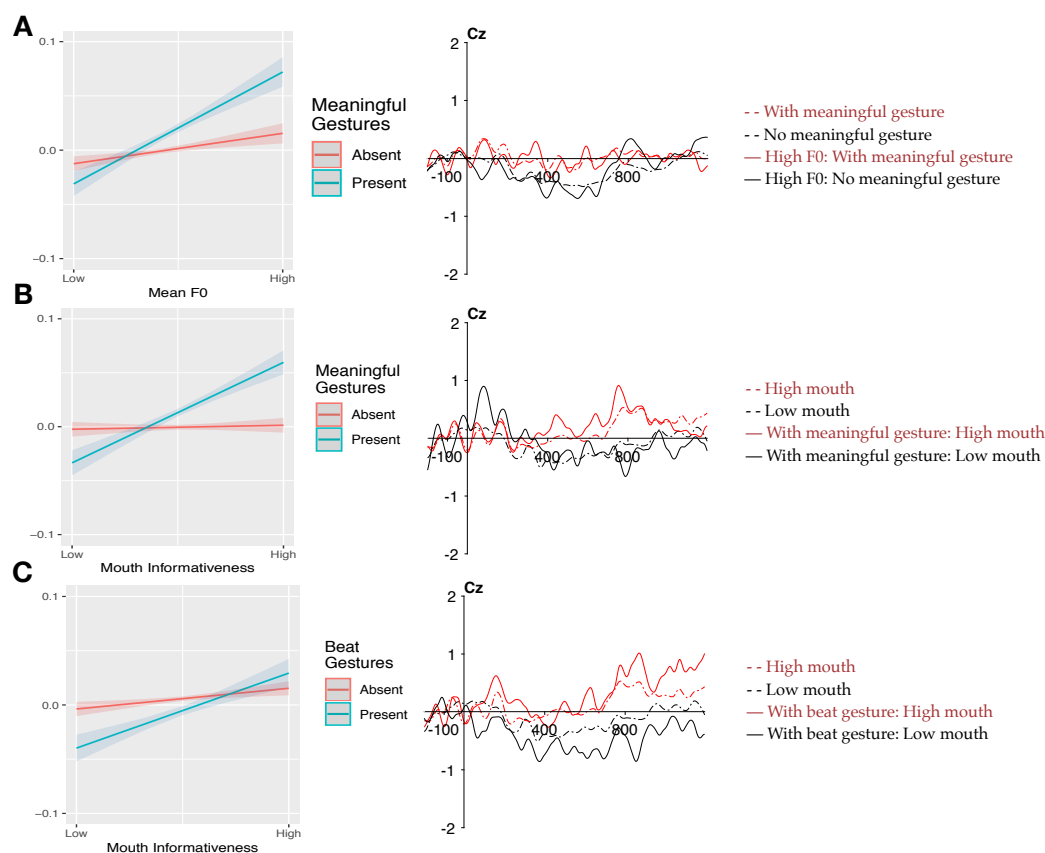 A
0.1
0.0
−0.1
Low
High
Mean F0
Meaningful
Gestures
Absent
Present
Cz
2
1
-1
-2
-100
400
800
- - With meaningful gesture
- - No meaningful gesture
— High F0: With meaningful gesture
— High F0: No meaningful gesture
B
0.1
0.0
−0.1
Low
High
Mouth Informativeness
Meaningful
Gestures
Absent
Present
Cz
2
1
-1
-2
-100
400
800
- - High mouth
- - Low mouth
— With meaningful gesture: High mouth
— With meaningful gesture: Low mouth
C
0.1
0.0
−0.1
Low
High
Mouth Informativeness
Beat
Gestures
Absent
Present
Cz
2
1
-1
-2
-100
400
800
- - High mouth
- - Low mouth
— With beat gesture: High mouth
— With beat gesture: Low mouth